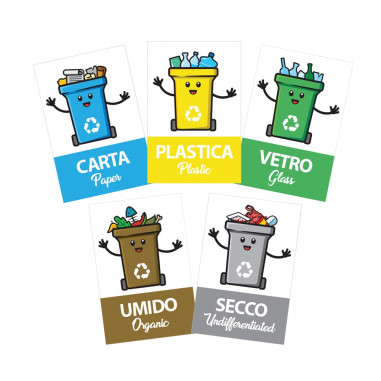 CARTA
Paper
PLASTICA
Plastic
VETRO
Glass
UMIDO
Organic
SECCO
Undifferentiated